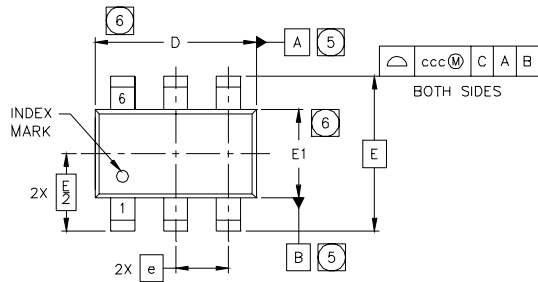 6
D
A 5
ccc Ⓜ C A B
BOTH SIDES
6
INDEX
MARK
6
E1
E
2X E/2
1
B 5
2X e